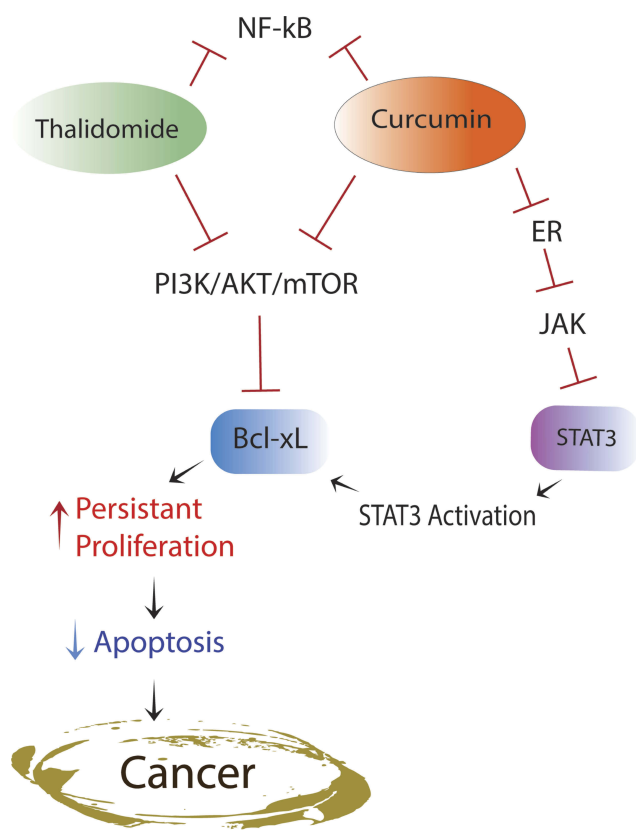 NF-kB
Thalidomide
Curcumin
ER
PI3K/AKT/mTOR
JAK
Bcl-xL
STAT3
STAT3 Activation
Persistant
Proliferation
Apoptosis
Cancer